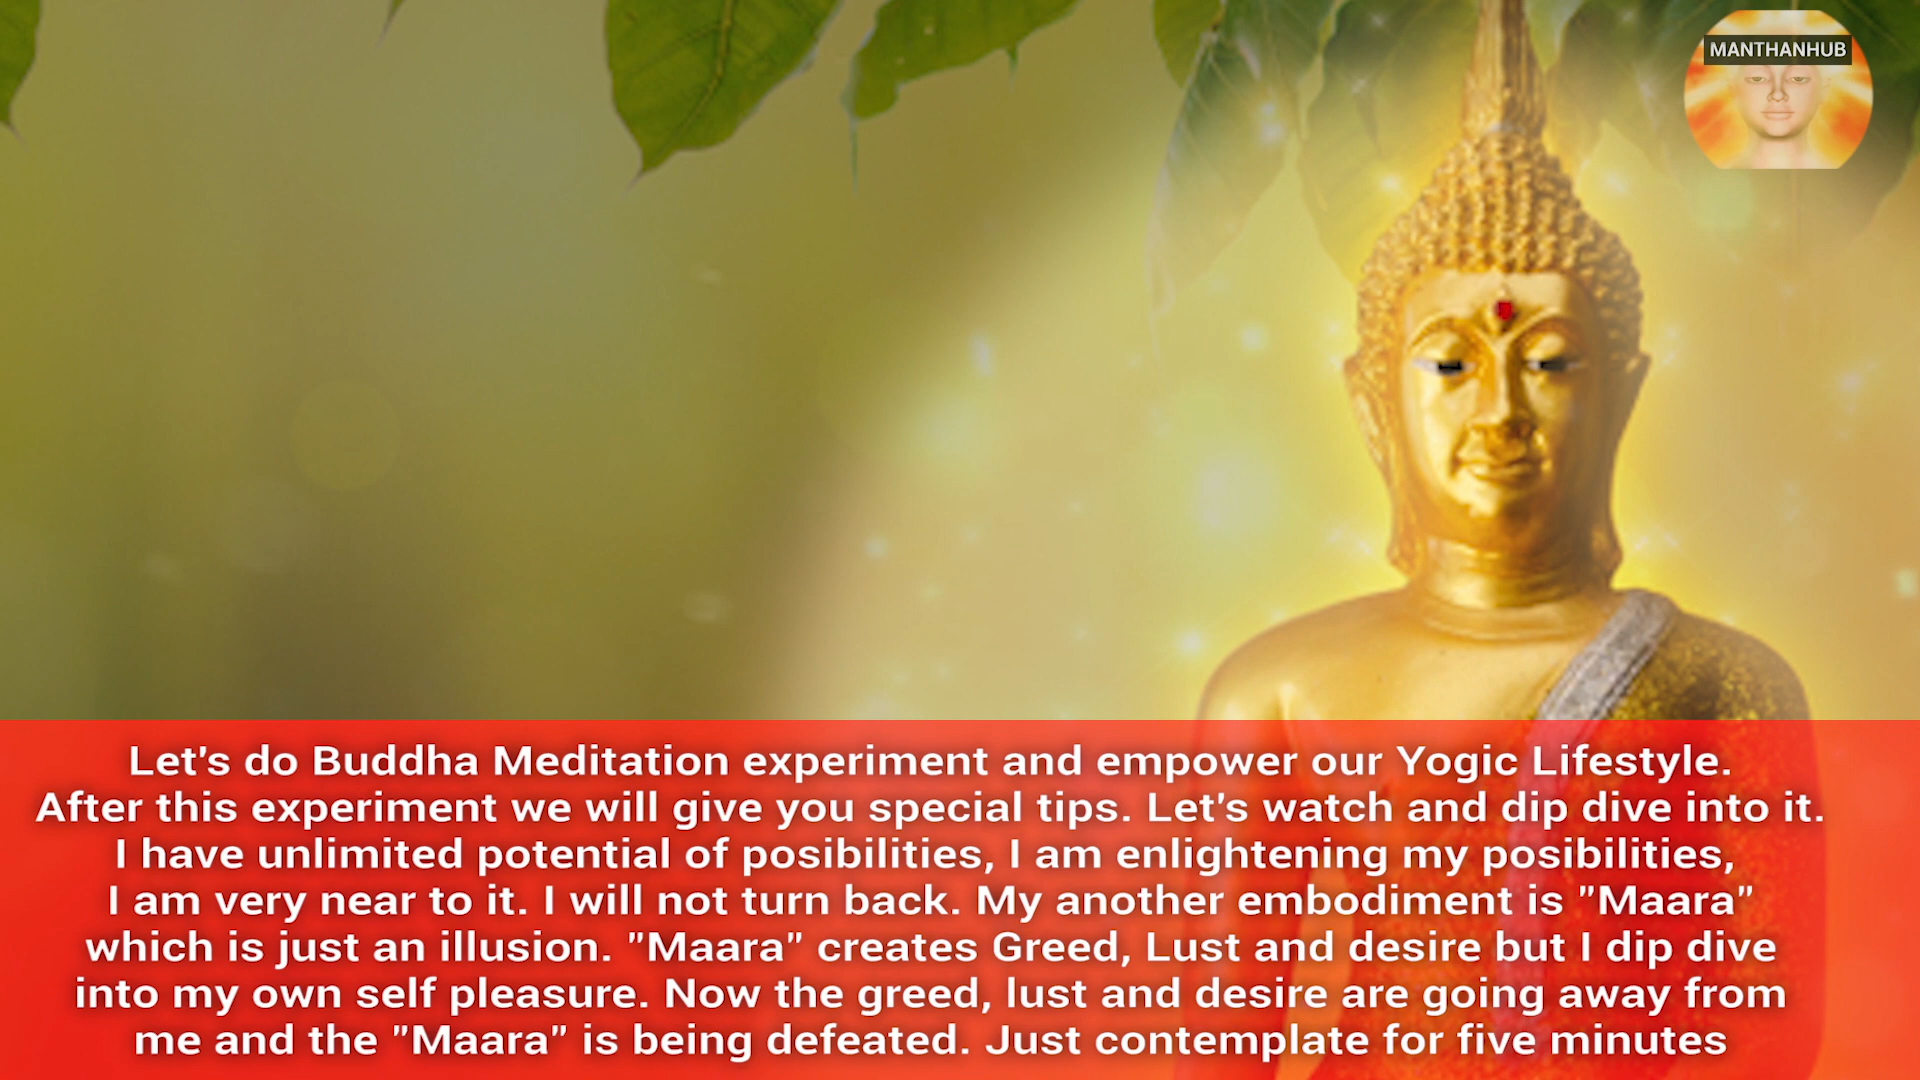 MANTHANHUB
Let's do Buddha Meditation experiment and empower our Yogic Lifestyle.
After this experiment we will give you special tips. Let's watch and dip dive into it.
I have unlimited potential of posibilities, I am enlightening my posibilities,
I am very near to it. I will not turn back. My another embodiment is "Maara"
which is just an illusion. "Maara" creates Greed, Lust and desire but I dip dive
into my own self pleasure. Now the greed, lust and desire are going away from
me and the "Maara" is being defeated. Just contemplate for five minutes